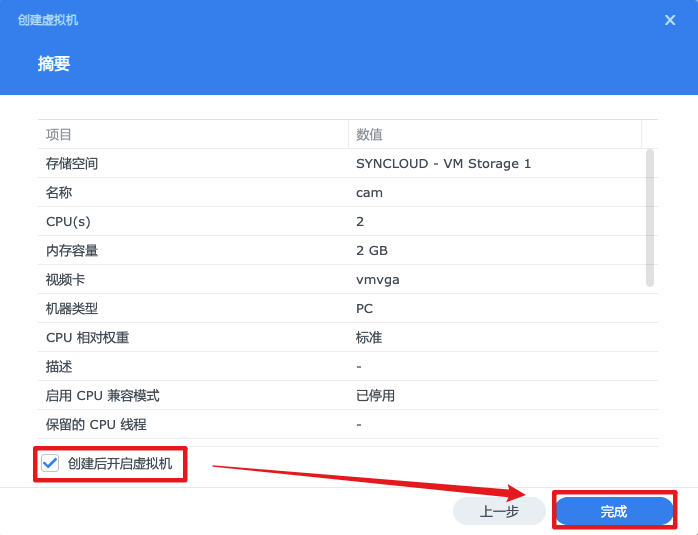 创建虚拟机
摘要
项目 数值
存储空间 SYNCLOUD - VM Storage 1
名称 cam
CPU(s) 2
内存容量 2 GB
视频卡 vmvga
机器类型 PC
CPU 相对权重 标准
描述 -
启用 CPU 兼容模式 已停用
保留的 CPU 线程 -
创建后开启虚拟机
上一步 完成